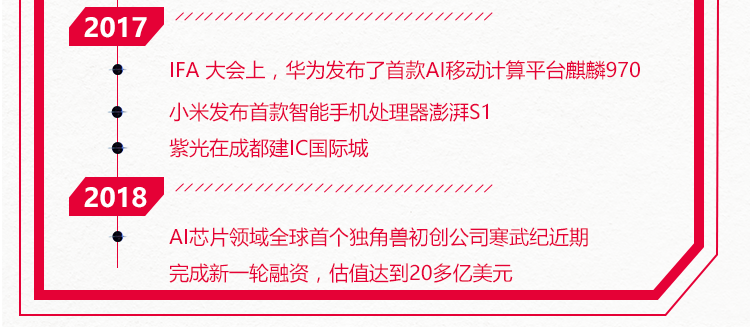 2017
IFA 大会上，华为发布了首款AI移动计算平台麒麟970
小米发布首款智能手机处理器澎湃S1
紫光在成都建IC国际城
2018
AI芯片领域全球首个独角兽初创公司寒武纪近期
完成新一轮融资，估值达到20多亿美元